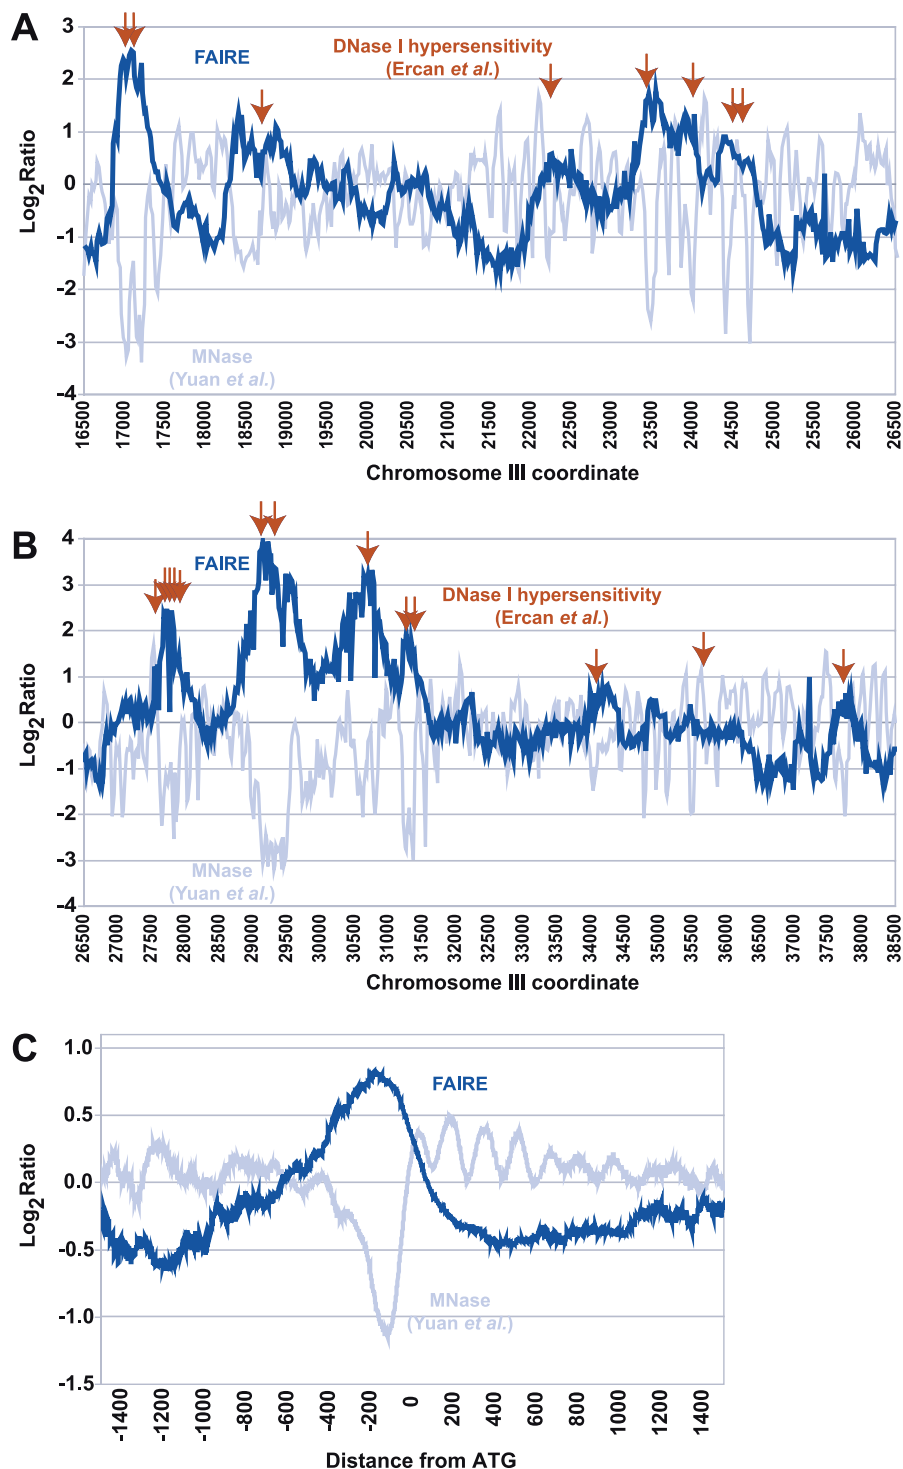 A
3
2
1
0
-1
-2
-3
-4
Log2Ratio
FAIRE
DNase I hypersensitivity
(Ercan et al.)
MNase
(Yuan et al.)
16500 17000 17500 18000 18500 19000 19500 20000 20500 21000 21500 22000 22500 23000 23500 24000 24500 25000 25500 26000 26500
Chromosome III coordinate
B
4
3
2
1
0
-1
-2
-3
-4
Log2Ratio
FAIRE
DNase I hypersensitivity
(Ercan et al.)
MNase
(Yuan et al.)
26500 27000 27500 28000 28500 29000 29500 30000 30500 31000 31500 32000 32500 33000 33500 34000 34500 35000 35500 36000 36500 37000 37500 38000 38500
Chromosome III coordinate
C
1.0
0.5
0.0
-0.5
-1.0
-1.5
Log2Ratio
FAIRE
MNase
(Yuan et al.)
-1400 -1200 -1000 -800 -600 -400 -200 0 200 400 600 800 1000 1200 1400
Distance from ATG